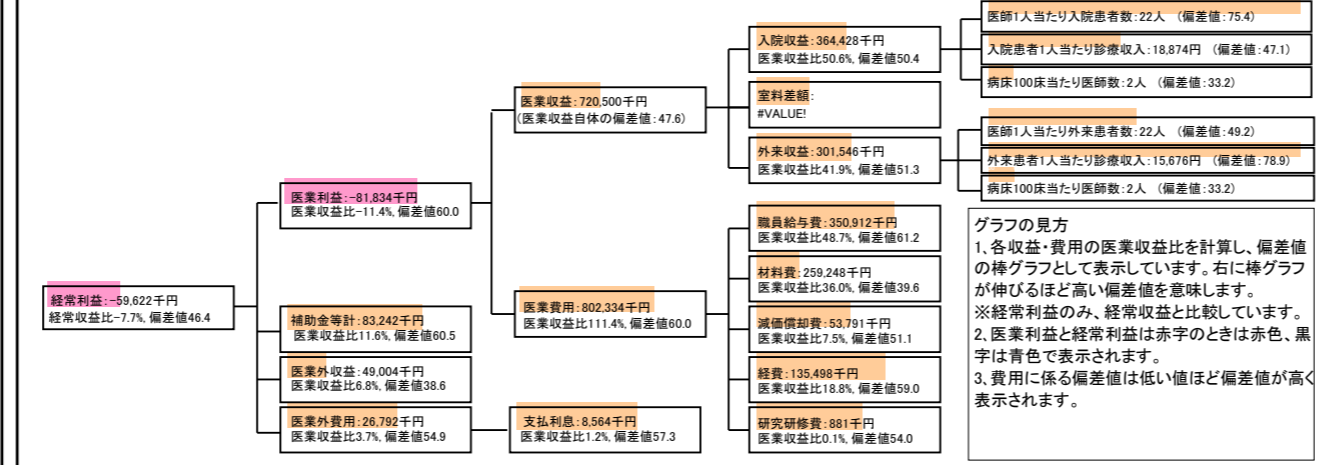 経常利益:-59,622千円
経常収益比-7.7%, 偏差値46.4
医業利益:-81,834千円
医業収益比-11.4%, 偏差値60.0
補助金等計:83,242千円
医業収益比11.6%, 偏差値60.5
医業外収益:49,004千円
医業収益比6.8%, 偏差値38.6
医業外費用:26,792千円
医業収益比3.7%, 偏差値54.9
医業収益:720,500千円
(医業収益自体の偏差値:47.6)
医業費用:802,334千円
医業収益比111.4%, 偏差値60.0
支払利息:8,564千円
医業収益比1.2%, 偏差値57.3
入院収益:364,428千円
医業収益比50.6%, 偏差値50.4
室料差額:
#VALUE!
外来収益:301,546千円
医業収益比41.9%, 偏差値51.3
職員給与費:350,912千円
医業収益比48.7%, 偏差値61.2
材料費:259,248千円
医業収益比36.0%, 偏差値39.6
減価償却費:53,791千円
医業収益比7.5%, 偏差値51.1
経費:135,498千円
医業収益比18.8%, 偏差値59.0
研究研修費:881千円
医業収益比0.1%, 偏差値54.0
医師1人当たり入院患者数:22人 (偏差値:75.4)
入院患者1人当たり診療収入:18,874円 (偏差値:47.1)
病床100床当たり医師数:2人 (偏差値:33.2)
医師1人当たり外来患者数:22人 (偏差値:49.2)
外来患者1人当たり診療収入:15,676円 (偏差値:78.9)
病床100床当たり医師数:2人 (偏差値:33.2)
グラフの見方
1、各収益・費用の医業収益比を計算し、偏差値
の棒グラフとして表示しています。右に棒グラフ
が伸びるほど高い偏差値を意味します。
※経常利益のみ、経常収益と比較しています。
2、医業利益と経常利益は赤字のときは赤色、黒
字は青色で表示されます。
3、費用に係る偏差値は低い値ほど偏差値が高く
表示されます。